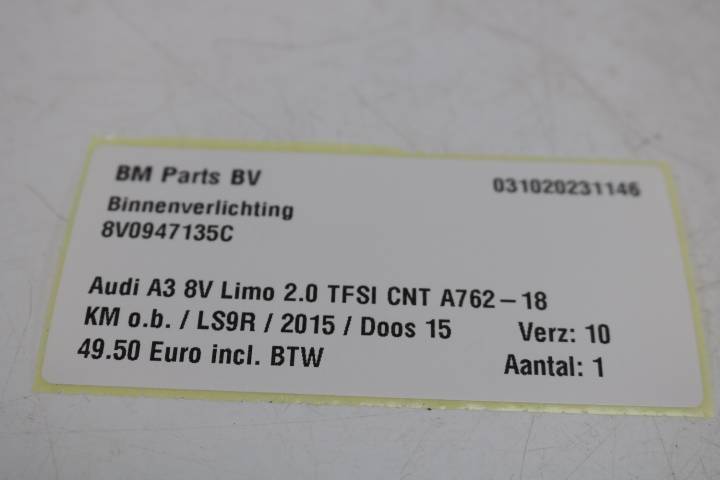 BM Parts BV 031020231146
Binnenverlichting
8V0947135C
Audi A3 8V Limo 2.0 TFSI CNT A762-18
KM o.b. / LS9R / 2015 / Doos 15 Verz: 10
49.50 Euro incl. BTW Aantal: 1